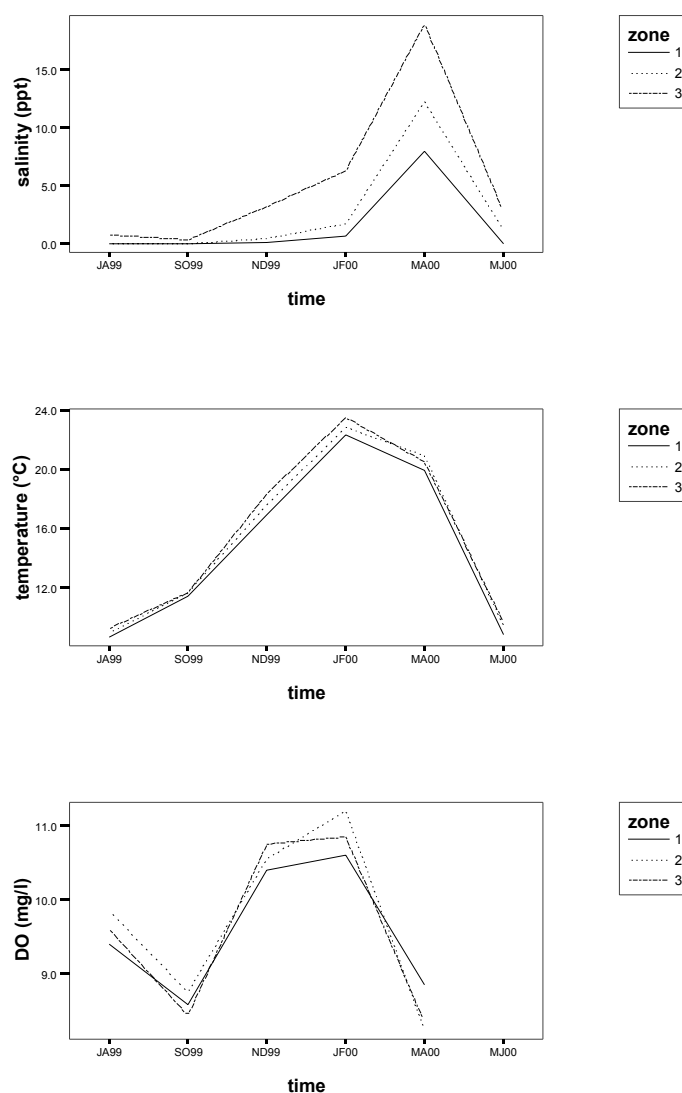 zone
1
2
3
salinity (ppt)
15.0
10.0
5.0
0.0
JA99 SO99 ND99 JF00 MA00 MJ00
time
zone
1
2
3
temperature (°C)
24.0
20.0
16.0
12.0
JA99 SO99 ND99 JF00 MA00 MJ00
time
zone
1
2
3
DO (mg/l)
11.0
10.0
9.0
JA99 SO99 ND99 JF00 MA00 MJ00
time